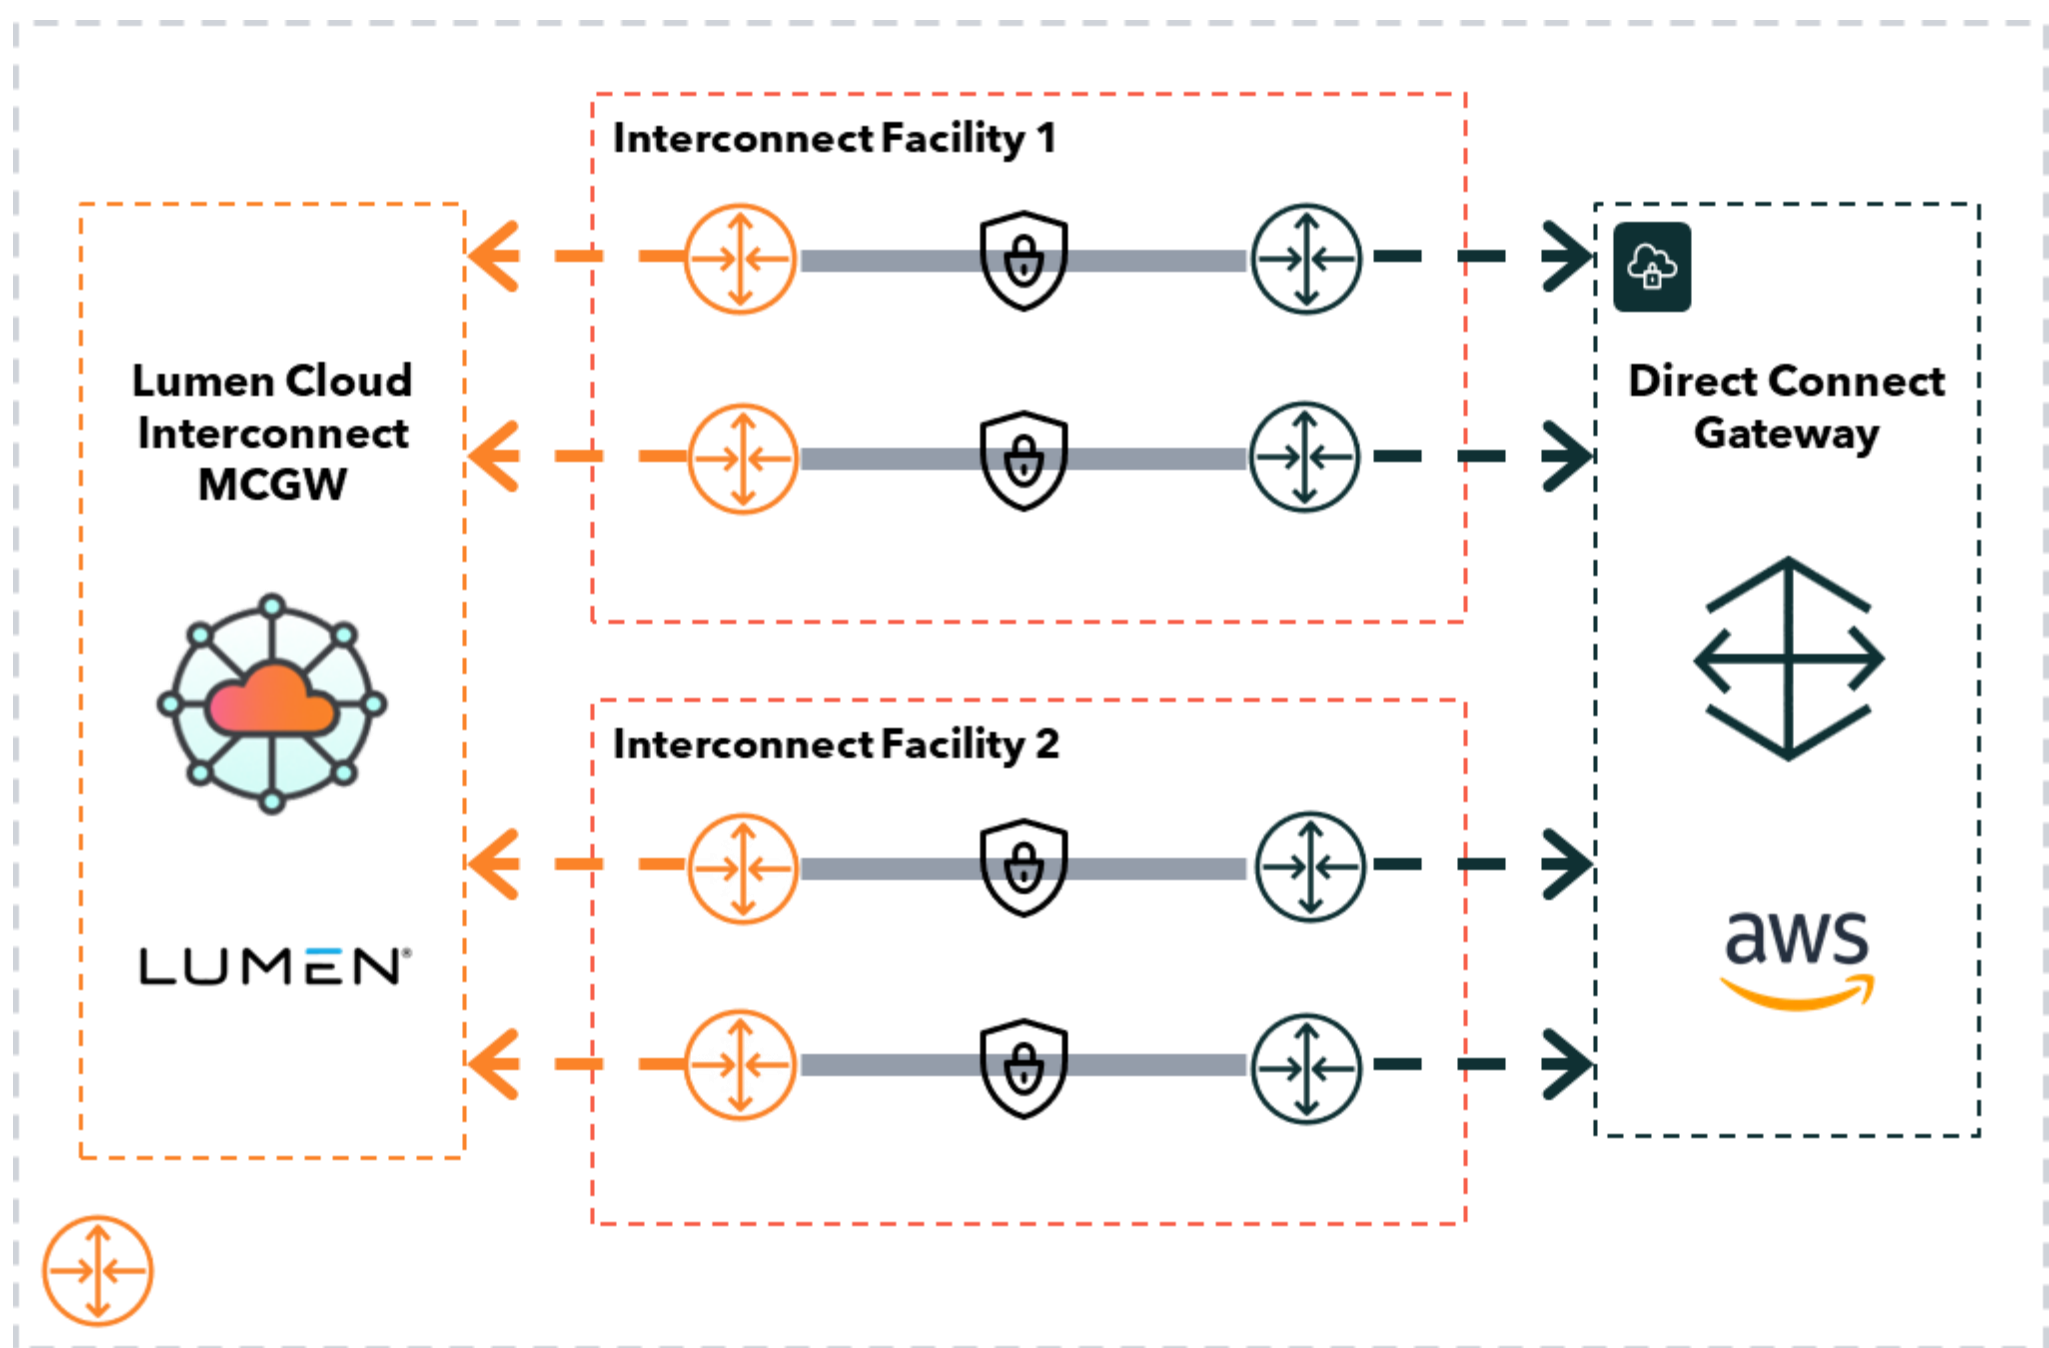 Interconnect Facility 1
Lumen Cloud
Interconnect
MCGW
Direct Connect
Gateway
Interconnect Facility 2
LUMEN®
aws